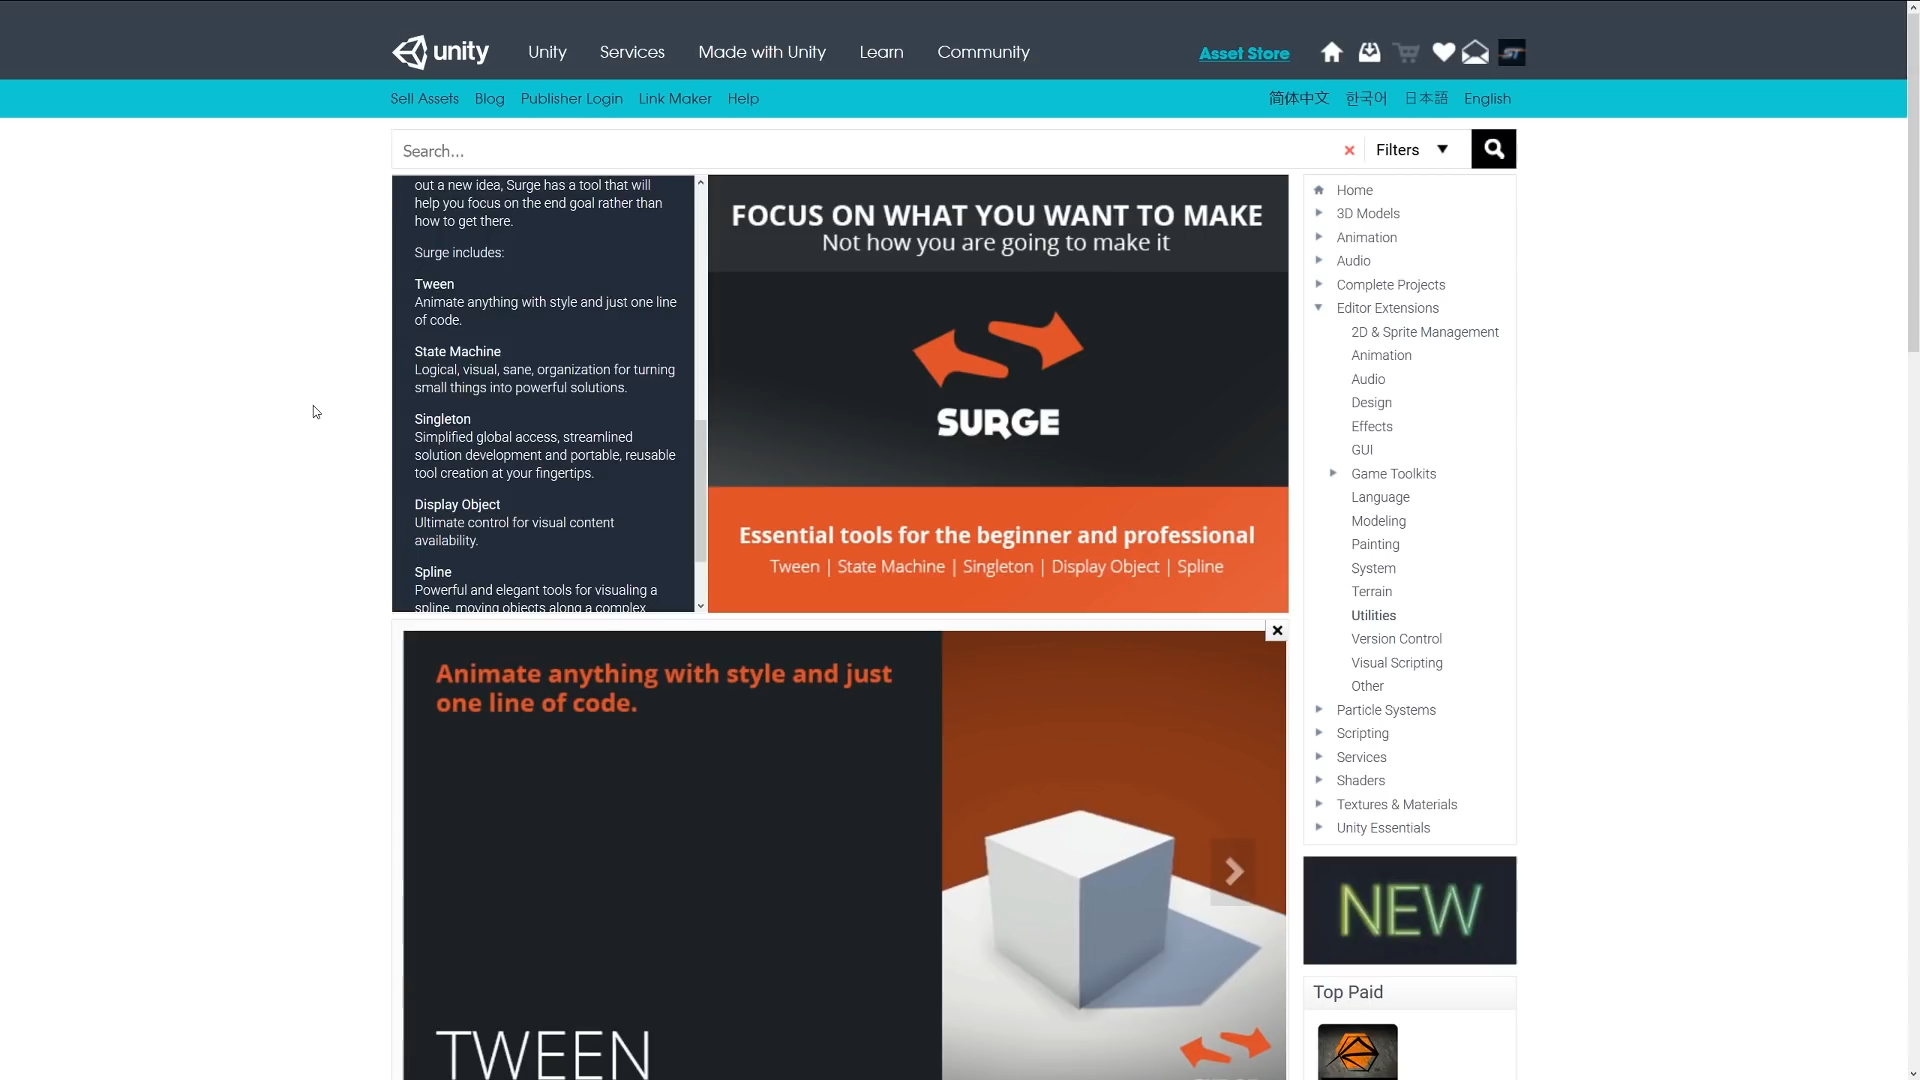 unity
Unity Services Made with Unity Learn Community
Asset Store
ST
Sell Assets Blog Publisher Login Link Maker Help
简体中文 한국어 日本語 English
Search...
Filters
out a new idea, Surge has a tool that will
help you focus on the end goal rather than
how to get there.
Surge includes:
Tween
Animate anything with style and just one line
of code.
State Machine
Logical, visual, sane, organization for turning
small things into powerful solutions.
Singleton
Simplified global access, streamlined
solution development and portable, reusable
tool creation at your fingertips.
Display Object
Ultimate control for visual content
availability.
Spline
Powerful and elegant tools for visualing a
spline, moving objects along a complex
FOCUS ON WHAT YOU WANT TO MAKE
Not how you are going to make it
SURGE
Essential tools for the beginner and professional
Tween | State Machine | Singleton | Display Object | Spline
Animate anything with style and just
one line of code.
TWEEN
Home
3D Models
Animation
Audio
Complete Projects
Editor Extensions
2D & Sprite Management
Animation
Audio
Design
Effects
GUI
Game Toolkits
Language
Modeling
Painting
System
Terrain
Utilities
Version Control
Visual Scripting
Other
Particle Systems
Scripting
Services
Shaders
Textures & Materials
Unity Essentials
NEW
Top Paid